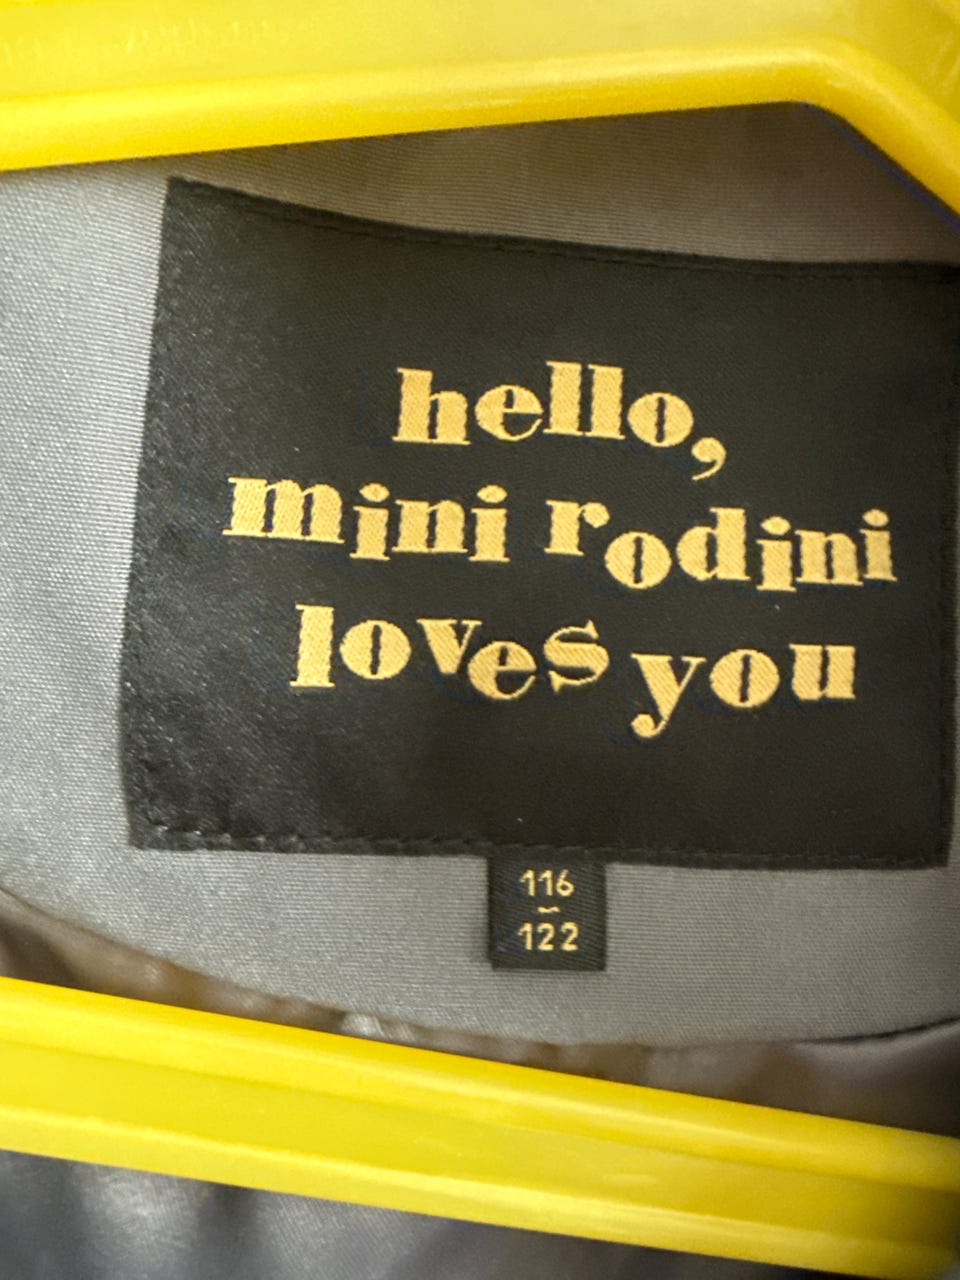 hello,
mini rodini
loves you
116
-
122